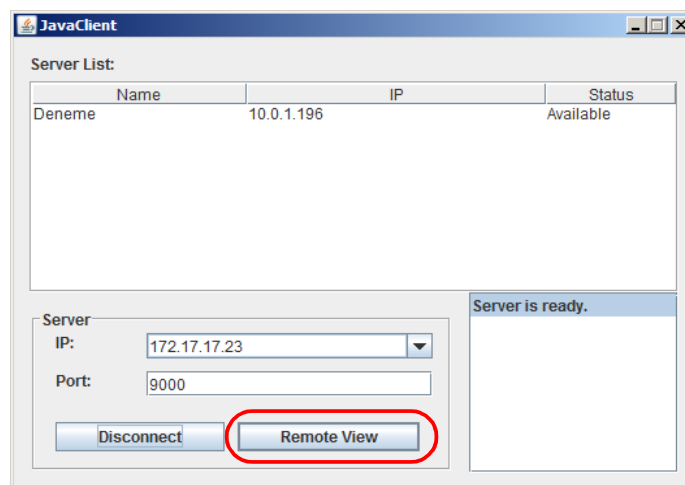 JavaClient
Server List:
Name IP Status
Deneme 10.0.1.196 Available
Server is ready.
Server
IP: 172.17.17.23
Port: 9000
Disconnect Remote View